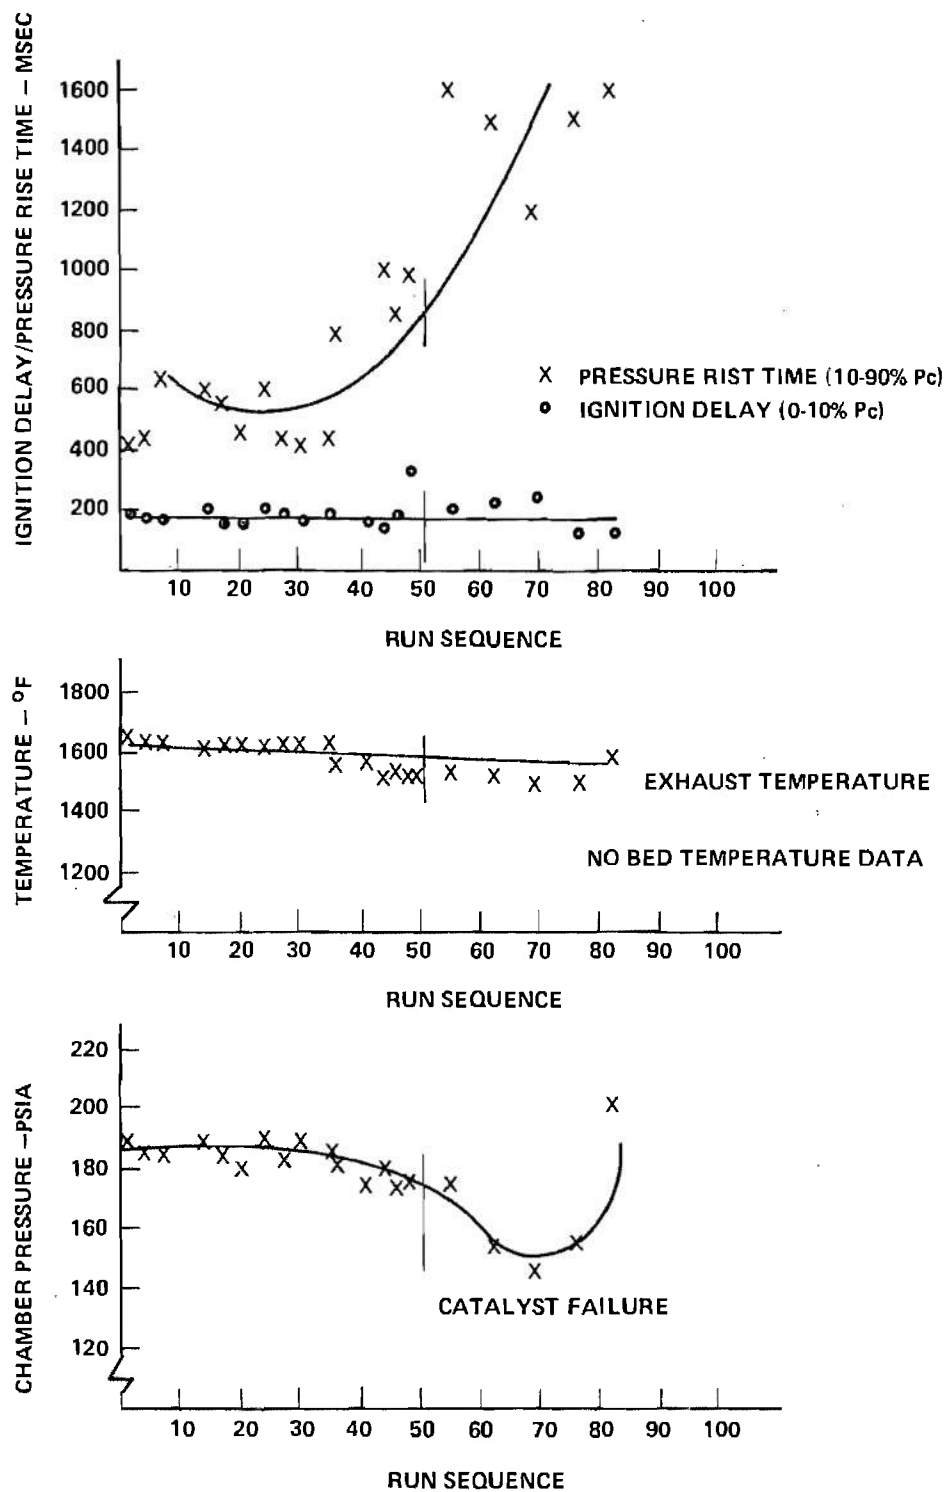 IGNITION DELAY/PRESSURE RISE TIME – MSEC
1600
1400
1200
1000
800
600
400
200
X PRESSURE RIST TIME (10-90% Pc)
o IGNITION DELAY (0-10% Pc)
10 20 30 40 50 60 70 80 90 100
RUN SEQUENCE
TEMPERATURE – °F
1800
1600
1400
1200
EXHAUST TEMPERATURE
NO BED TEMPERATURE DATA
10 20 30 40 50 60 70 80 90 100
RUN SEQUENCE
CHAMBER PRESSURE –PSIA
220
200
180
160
140
120
CATALYST FAILURE
10 20 30 40 50 60 70 80 90 100
RUN SEQUENCE